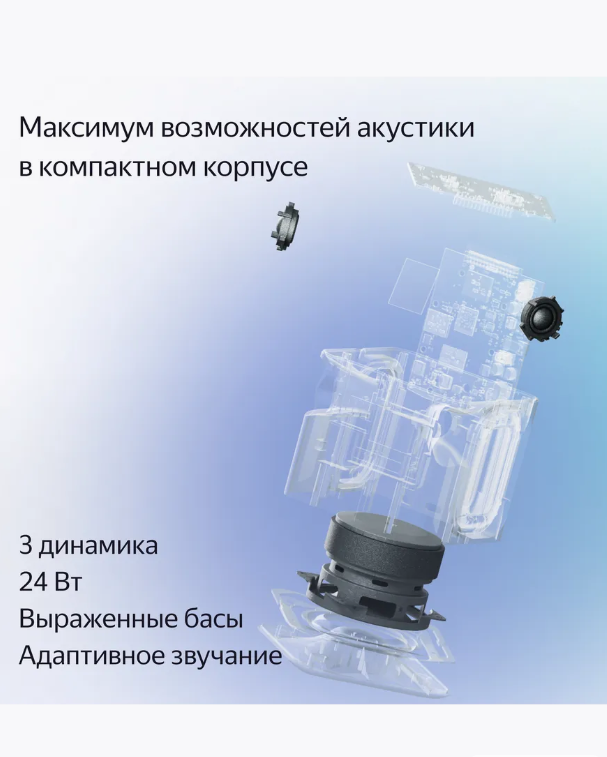 Максимум возможностей акустики
в компактном корпусе
3 динамика
24 Вт
Выраженные басы
Адаптивное звучание